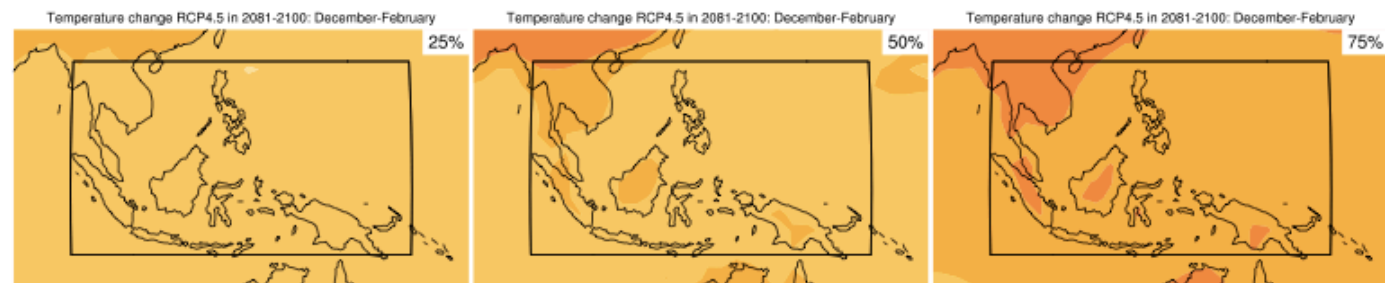 Temperature change RCP4.5 in 2081-2100: December-February
25%
Temperature change RCP4.5 in 2081-2100: December-February
50%
Temperature change RCP4.5 in 2081-2100: December-February
75%